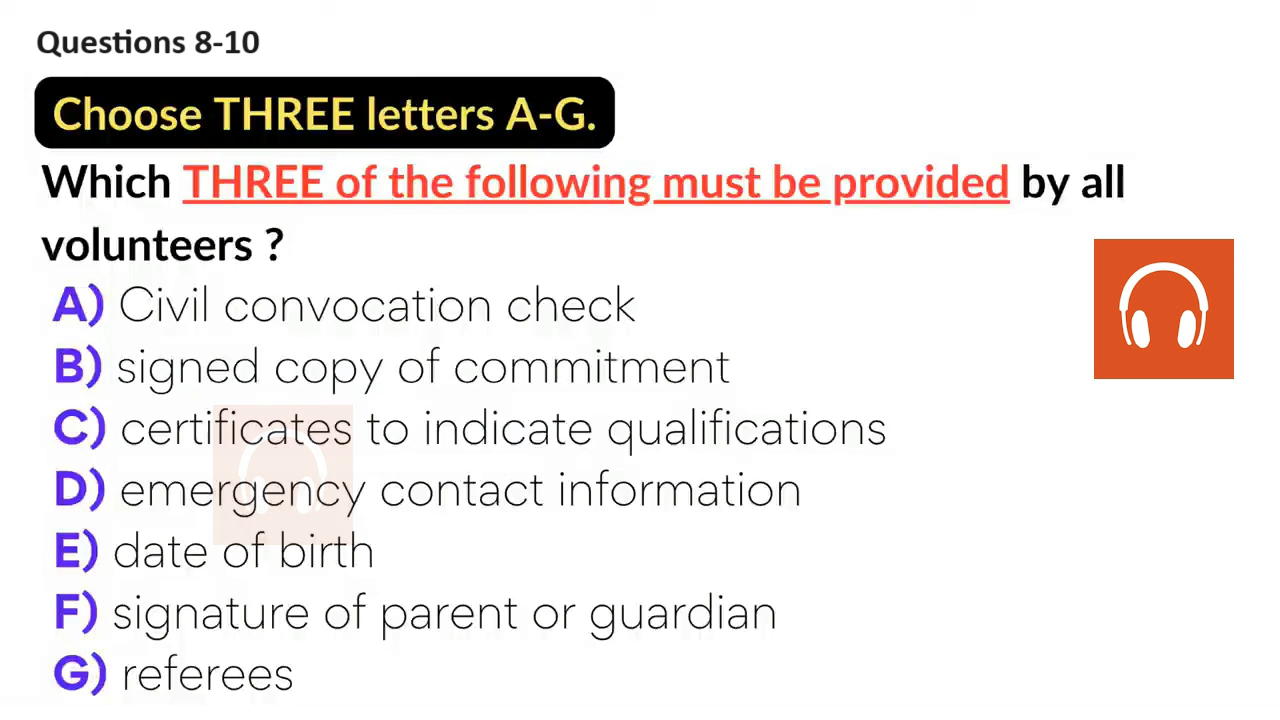 Questions 8-10
Choose THREE letters A-G.
Which THREE of the following must be provided by all
volunteers ?
A) Civil convocation check
B) signed copy of commitment
C) certificates to indicate qualifications
D) emergency contact information
E) date of birth
F) signature of parent or guardian
G) referees